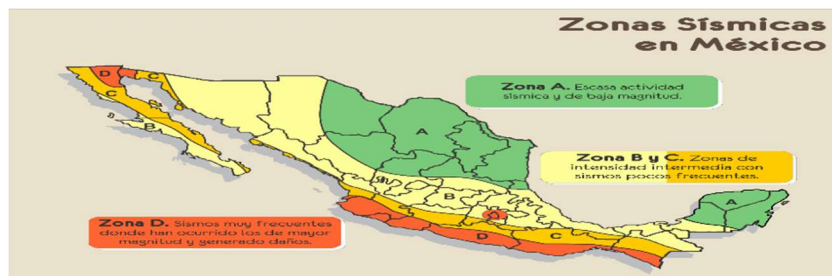 Zonas Sísmicas
en México
Zona A. Escasa actividad
sísmica y de baja magnitud.
Zona B y C. Zonas de
intensidad intermedia con
sismos pocos frecuentes.
Zona D. Sismos muy frecuentes
donde han ocurrido los de mayor
magnitud y generado daños.
D
C
C
B
A
B
A
D
C